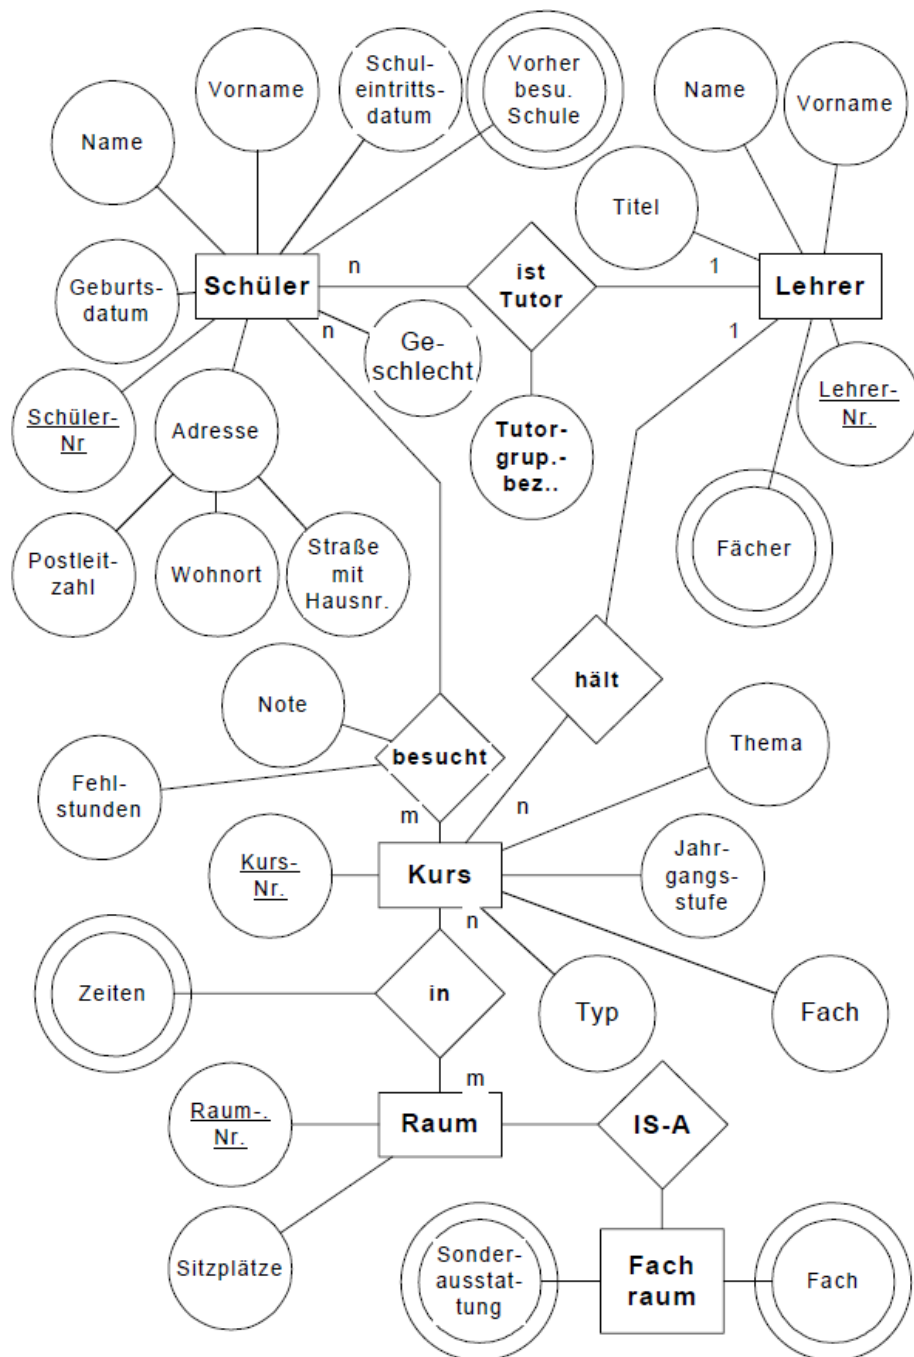 Name
Vorname
Schul-
eintritts-
datum
Vorher
besu.
Schule
Name
Vorname
Titel
Geburts-
datum
Schüler
n
n
ist
Tutor
1
1
Lehrer
Ge-
schlecht
Schüler-
Nr
Adresse
Tutor-
grup.-
bez..
Lehrer-
Nr.
Postleit-
zahl
Wohnort
Straße
mit
Hausnr.
Fächer
Note
hält
Fehl-
stunden
besucht
m
n
Thema
Kurs-
Nr.
Kurs
n
Jahr-
gangs-
stufe
Zeiten
in
Typ
Fach
m
Raum-.
Nr.
Raum
IS-A
Sitzplätze
Sonder-
ausstat-
tung
Fach
raum
Fach